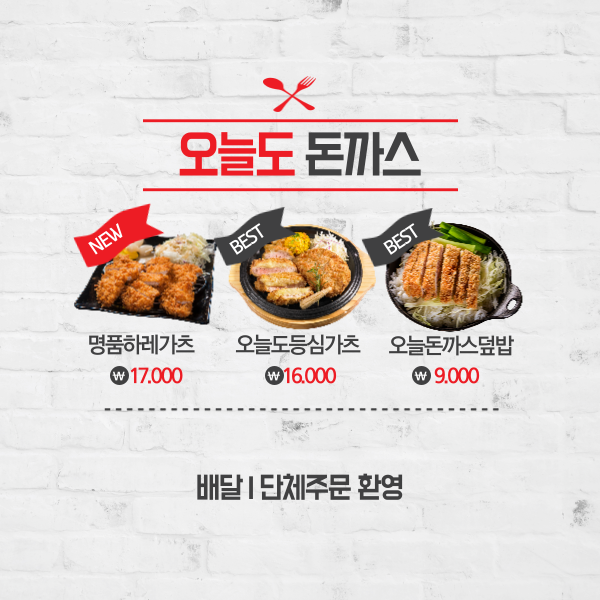 오늘도 돈까스
NEW
BEST
BEST
명품하레가츠
오늘도등심가츠
오늘돈까스덮밥
₩ 17.000
₩ 16.000
₩ 9.000
배달 | 단체주문 환영